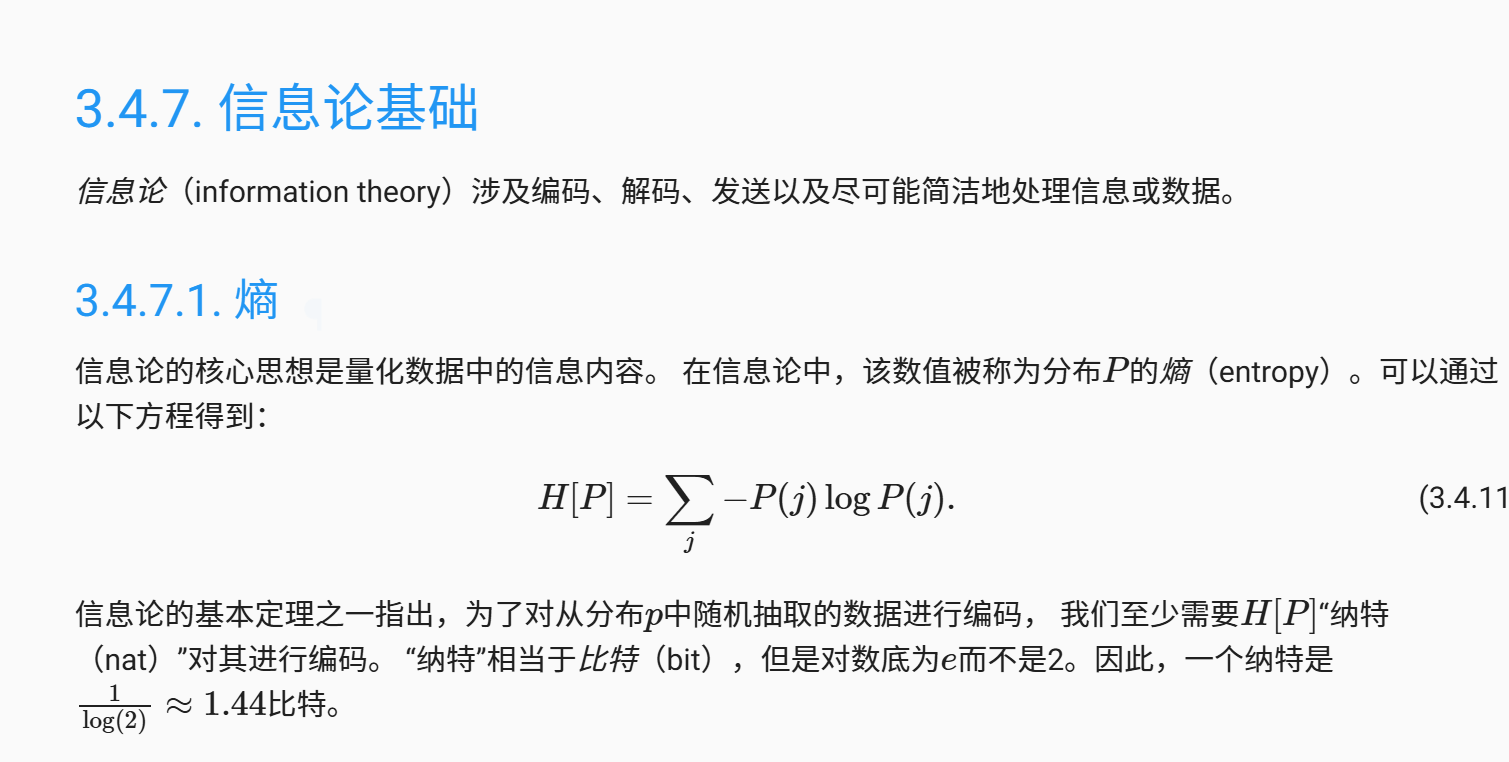 3.4.7. 信息论基础
信息论（information theory）涉及编码、解码、发送以及尽可能简洁地处理信息或数据。
3.4.7.1. 熵 ¶
信息论的核心思想是量化数据中的信息内容。 在信息论中，该数值被称为分布P的熵（entropy）。可以通过
以下方程得到：
H[P] = ∑_j −P(j) log P(j). (3.4.11
信息论的基本定理之一指出，为了对从分布p中随机抽取的数据进行编码， 我们至少需要H[P]“纳特
（nat）”对其进行编码。 “纳特”相当于比特（bit），但是对数底为e而不是2。因此，一个纳特是
1/log(2) ≈ 1.44比特。